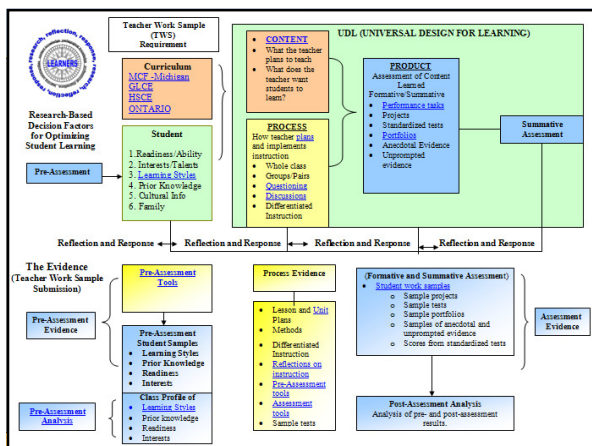 Teacher Work Sample
(TWS)
Requirement
UDL (UNIVERSAL DESIGN FOR LEARNING)
research, reflection, response, research, reflection, response,
LEARNERS
Research-Based
Decision Factors
for Optimizing
Student Learning
Pre-Assessment
Curriculum
MCF -Michigan
GLCE
HSCE
ONTARIO
Student
1.Readiness/Ability
2. Interests/Talents
3. Learning Styles
4. Prior Knowledge
5. Cultural Info
6. Family
• CONTENT
• What the teacher
plans to teach
• What does the
teacher want
students to
learn?
PROCESS
How teacher plans
and implements
instruction
• Whole class
• Groups/Pairs
• Questioning
• Discussions
• Differentiated
Instruction
PRODUCT
Assessment of Content
Learned
Formative/Summative
• Performance tasks
• Projects
• Standardized tests
• Portfolios
• Anecdotal Evidence
• Unprompted
evidence
Summative
Assessment
Reflection and Response
Reflection and Response
Reflection and Response
Reflection and Response
The Evidence
(Teacher Work Sample
Submission)
Pre-Assessment
Evidence
Pre-Assessment
Analysis
Pre-Assessment
Tools
Pre-Assessment
Student Samples
• Learning Styles
• Prior Knowledge
• Readiness
• Interests
Class Profile of
• Learning Styles
• Prior knowledge
• Readiness
• Interests
Process Evidence
• Lesson and Unit
Plans
• Methods
• Differentiated
Instruction
• Reflections on
instruction
• Pre-Assessment
tools
• Assessment
tools
• Sample tests
(Formative and Summative Assessment)
• Student work samples
o Sample projects
o Sample tests
o Sample portfolios
o Samples of anecdotal and
unprompted evidence
o Scores from standardized tests
Assessment
Evidence
Post-Assessment Analysis
Analysis of pre- and post-assessment
results.